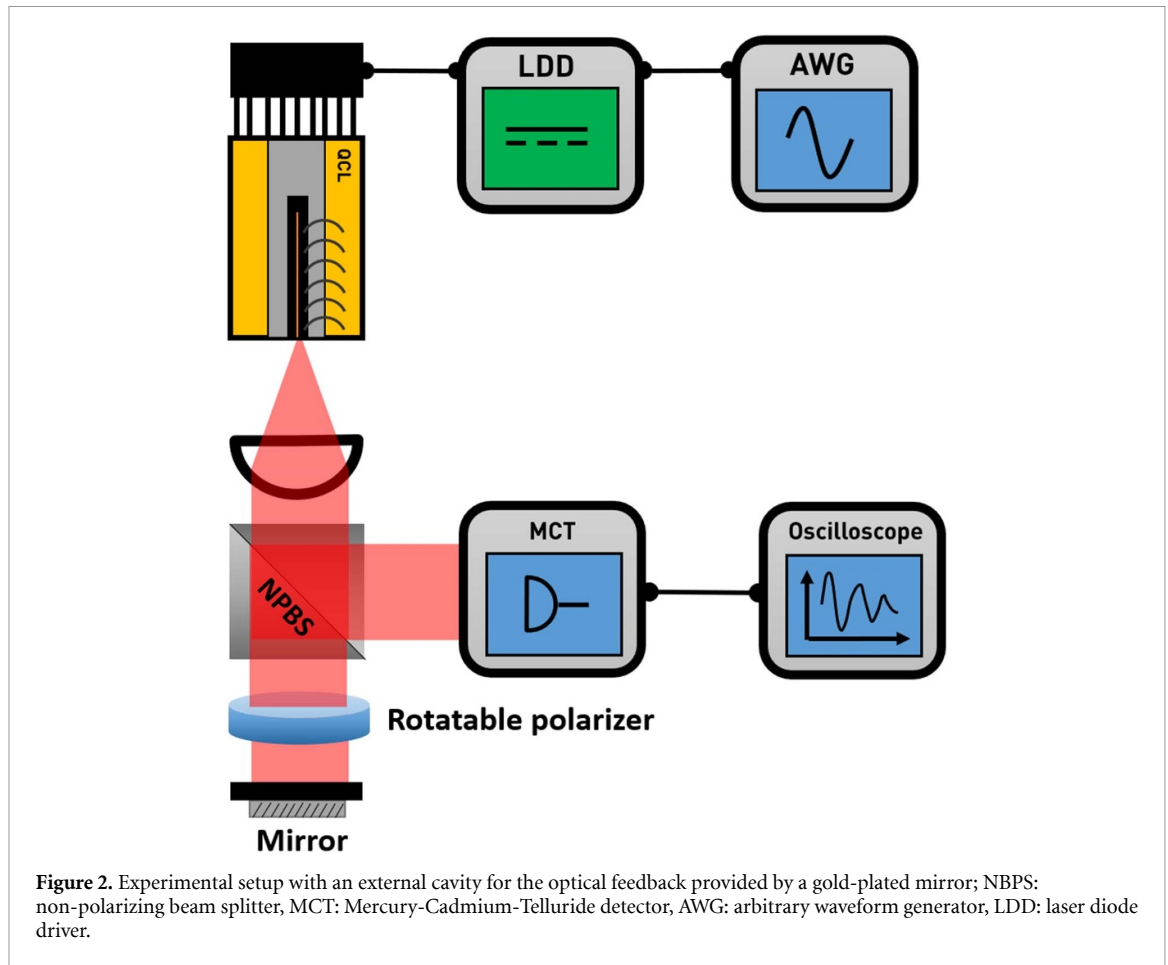 LDD
AWG
QCL
MCT
Oscilloscope
NPBS
Rotatable polarizer
Mirror
Figure 2. Experimental setup with an external cavity for the optical feedback provided by a gold-plated mirror; NBPS:
non-polarizing beam splitter, MCT: Mercury-Cadmium-Telluride detector, AWG: arbitrary waveform generator, LDD: laser diode
driver.